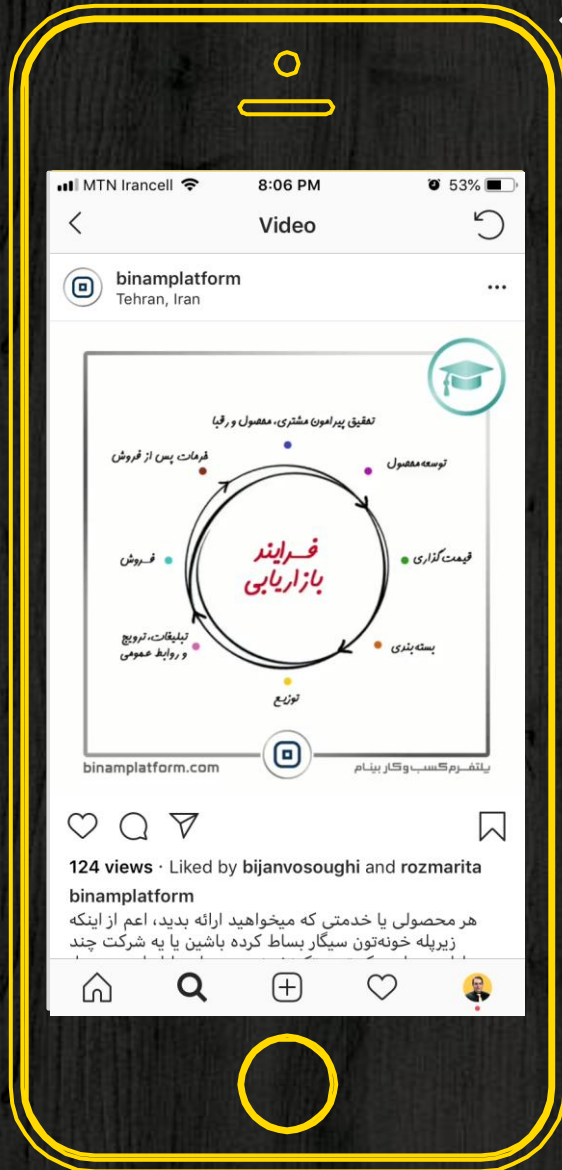 MTN Irancell 8:06 PM 53%
Video
binamplatform
Tehran, Iran
تحقیق پیرامون مشتری، محصول و رقبا
خدمات پس از فروش
توسعه محصول
فرایند
بازاریابی
فروش
قیمت گذاری
تبلیغات، ترویج
و روابط عمومی
بسته بندی
توزیع
binamplatform.com
پلتفرم کسب و کار بینام
124 views · Liked by bijanvosoughi and rozmarita
binamplatform
هر محصولی یا خدمتی که میخواهید ارائه بدید، اعم از اینکه
زیرپله خونه‌تون سیگار بساط کرده باشین یا یه شرکت چند